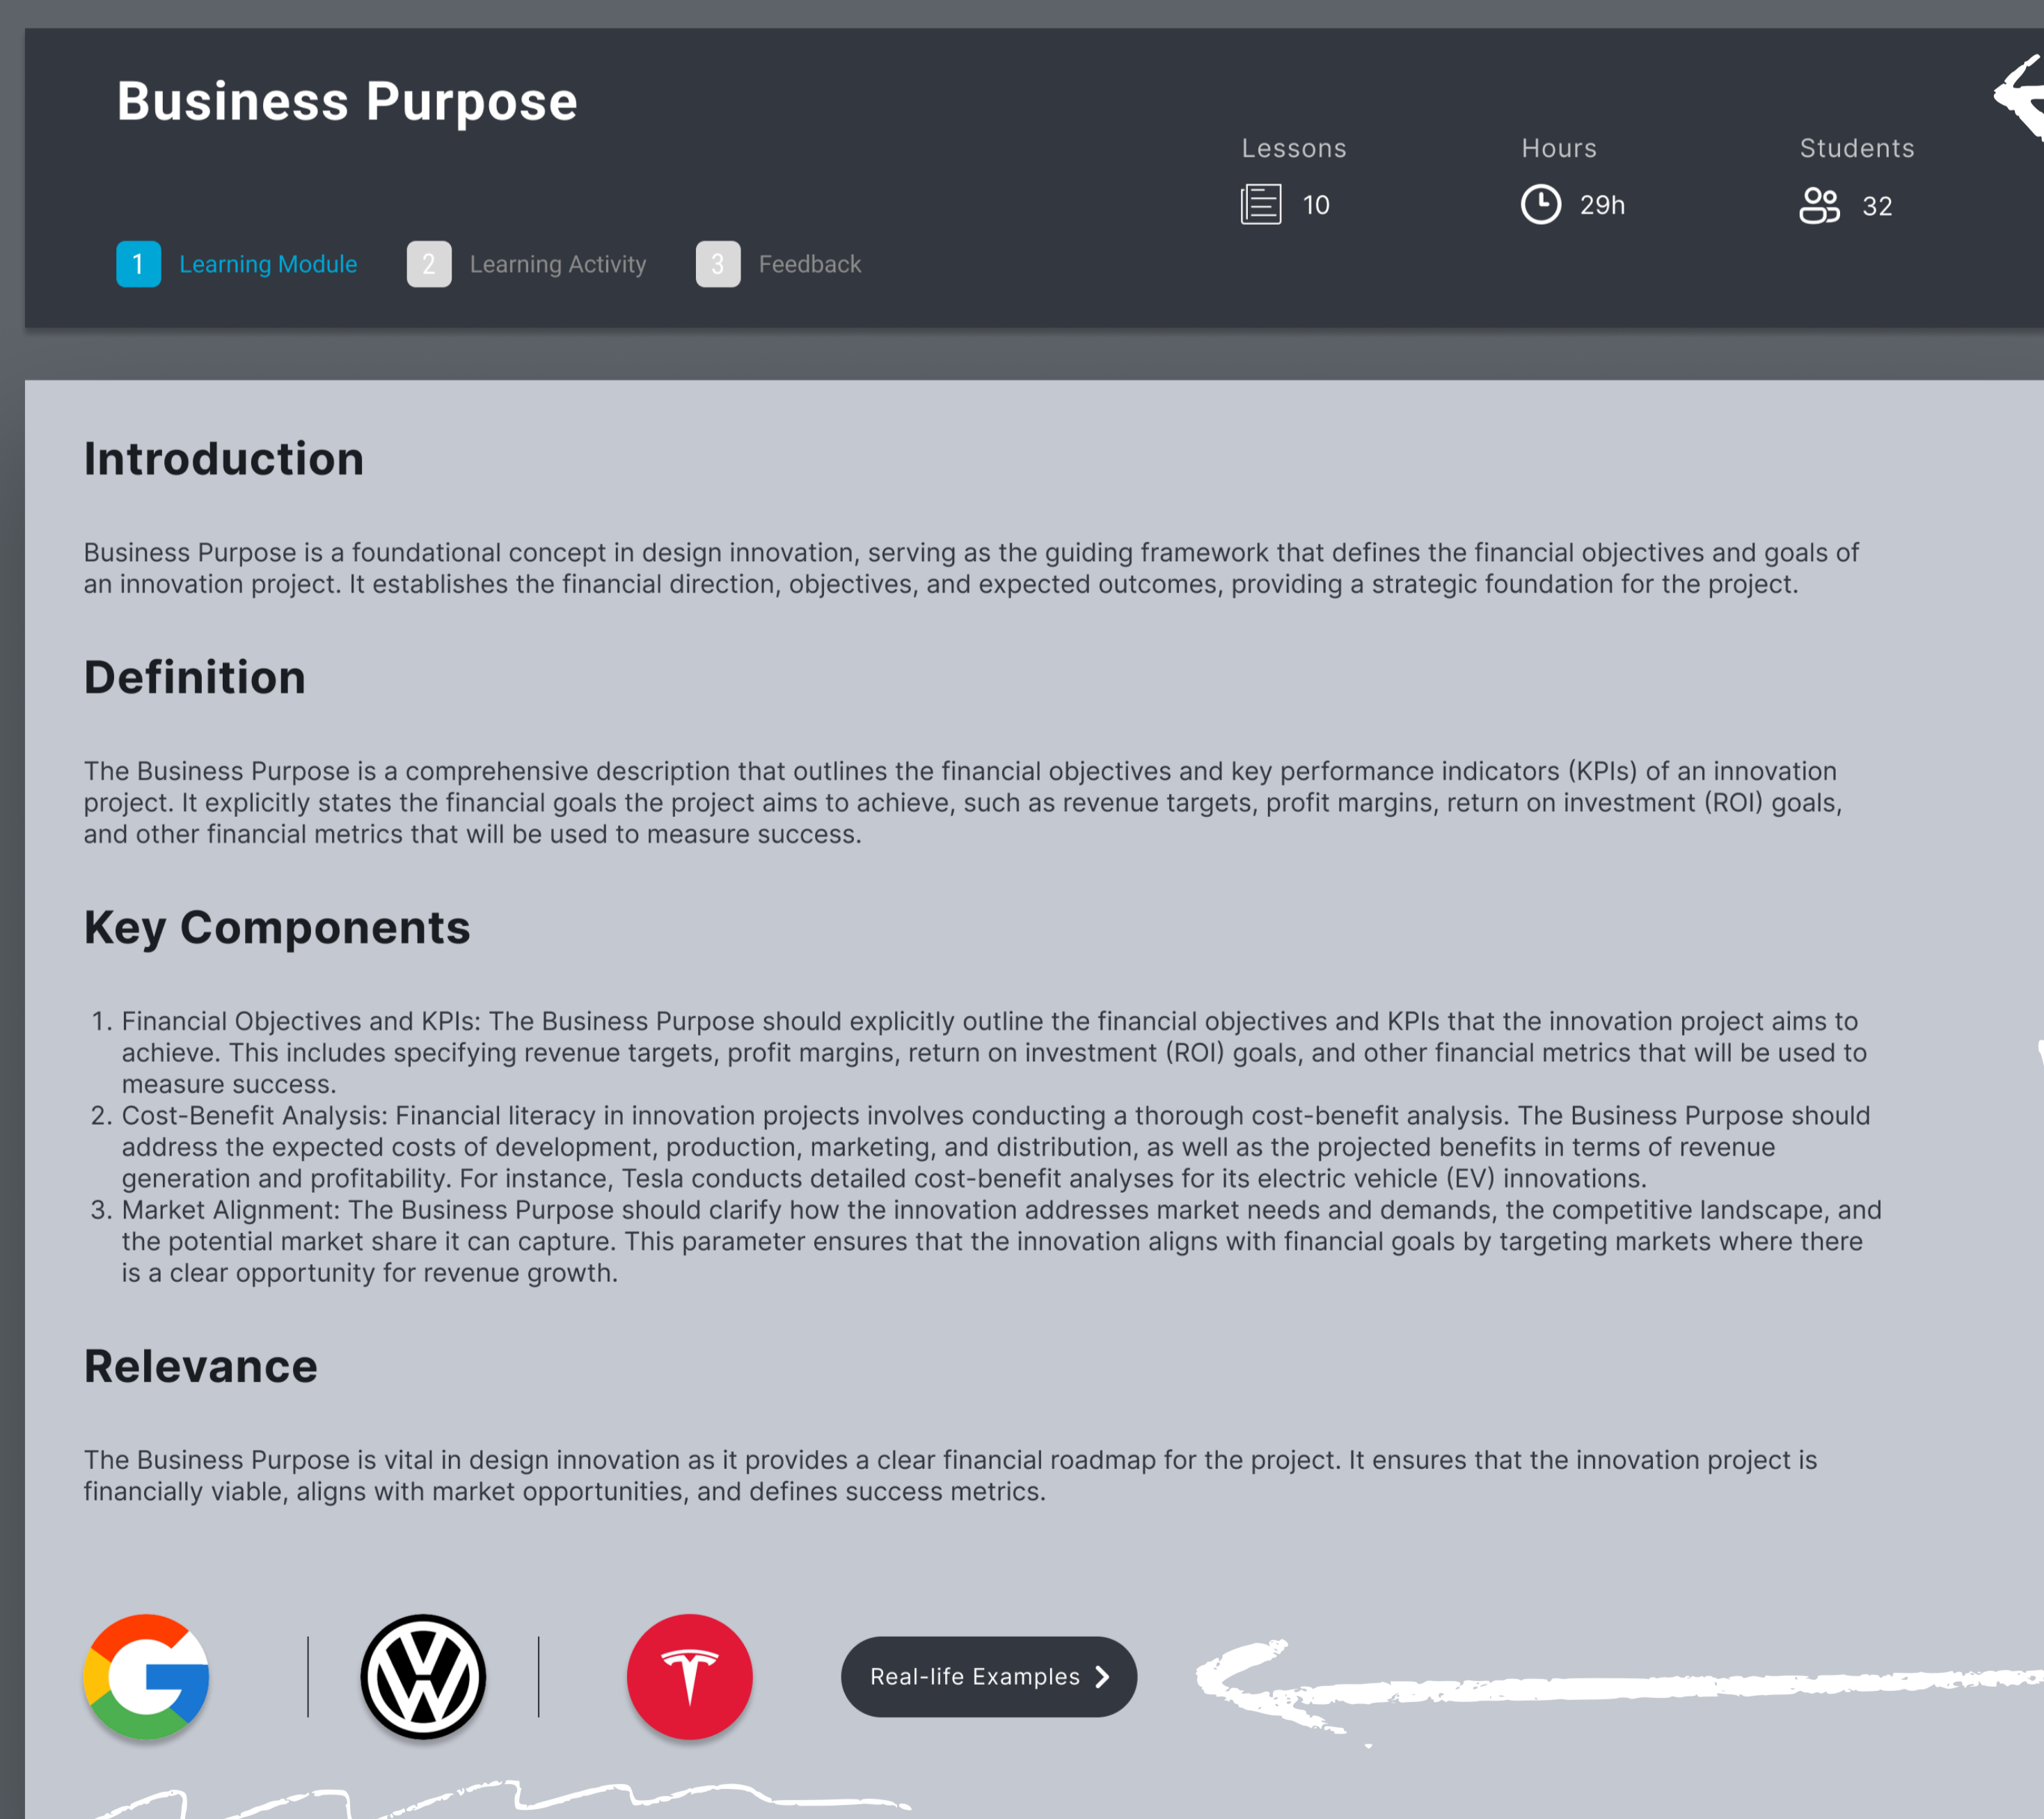 Business Purpose
Lessons
Hours
Students
10
29h
32
1 Learning Module
2 Learning Activity
3 Feedback
Introduction
Business Purpose is a foundational concept in design innovation, serving as the guiding framework that defines the financial objectives and goals of
an innovation project. It establishes the financial direction, objectives, and expected outcomes, providing a strategic foundation for the project.
Definition
The Business Purpose is a comprehensive description that outlines the financial objectives and key performance indicators (KPIs) of an innovation
project. It explicitly states the financial goals the project aims to achieve, such as revenue targets, profit margins, return on investment (ROI) goals,
and other financial metrics that will be used to measure success.
Key Components
1. Financial Objectives and KPIs: The Business Purpose should explicitly outline the financial objectives and KPIs that the innovation project aims to
achieve. This includes specifying revenue targets, profit margins, return on investment (ROI) goals, and other financial metrics that will be used to
measure success.
2. Cost-Benefit Analysis: Financial literacy in innovation projects involves conducting a thorough cost-benefit analysis. The Business Purpose should
address the expected costs of development, production, marketing, and distribution, as well as the projected benefits in terms of revenue
generation and profitability. For instance, Tesla conducts detailed cost-benefit analyses for its electric vehicle (EV) innovations.
3. Market Alignment: The Business Purpose should clarify how the innovation addresses market needs and demands, the competitive landscape, and
the potential market share it can capture. This parameter ensures that the innovation aligns with financial goals by targeting markets where there
is a clear opportunity for revenue growth.
Relevance
The Business Purpose is vital in design innovation as it provides a clear financial roadmap for the project. It ensures that the innovation project is
financially viable, aligns with market opportunities, and defines success metrics.
Real-life Examples